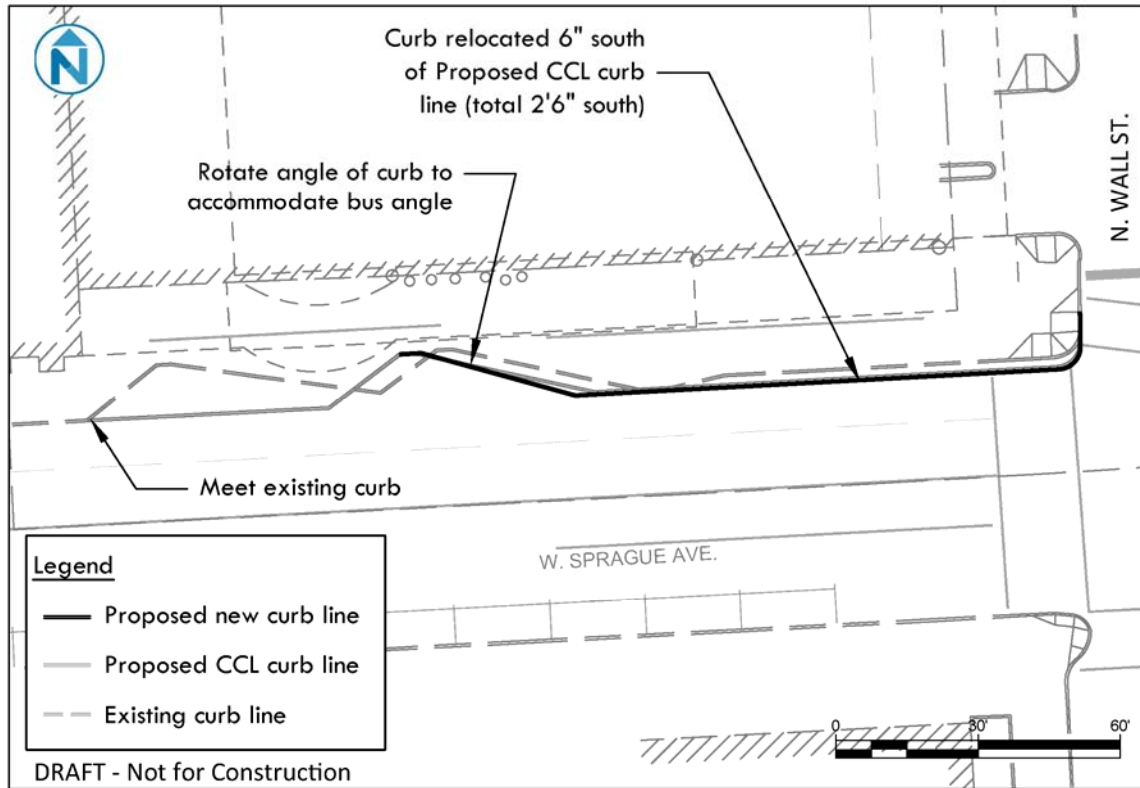 N
Curb relocated 6" south
of Proposed CCL curb
line (total 2'6" south)
Rotate angle of curb to
accommodate bus angle
N. WALL ST.
Meet existing curb
W. SPRAGUE AVE.
Legend
Proposed new curb line
Proposed CCL curb line
Existing curb line
0 30' 60'
DRAFT - Not for Construction